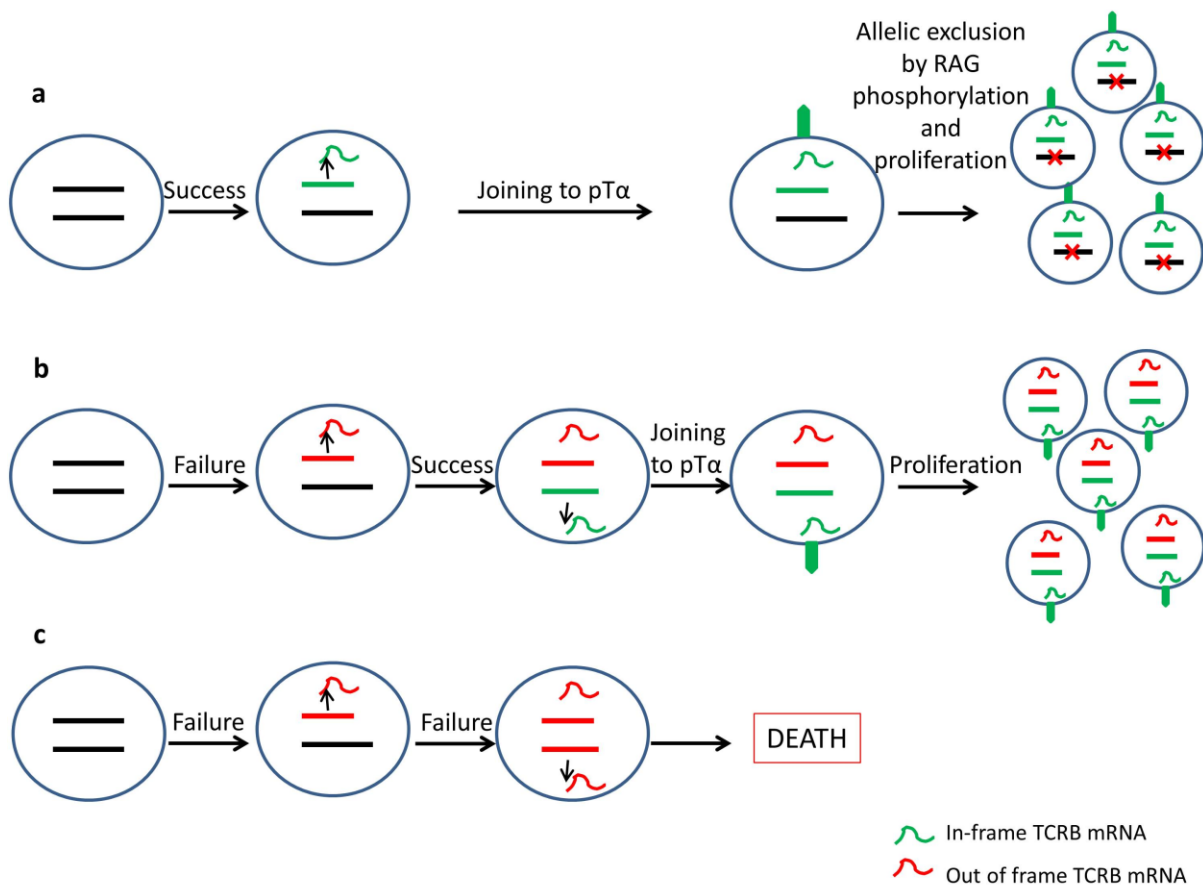 a
Success
Joining to pTα
Allelic exclusion
by RAG
phosphorylation
and
proliferation
b
Failure
Success
Joining
to pTα
Proliferation
c
Failure
Failure
DEATH
In-frame TCRB mRNA
Out of frame TCRB mRNA